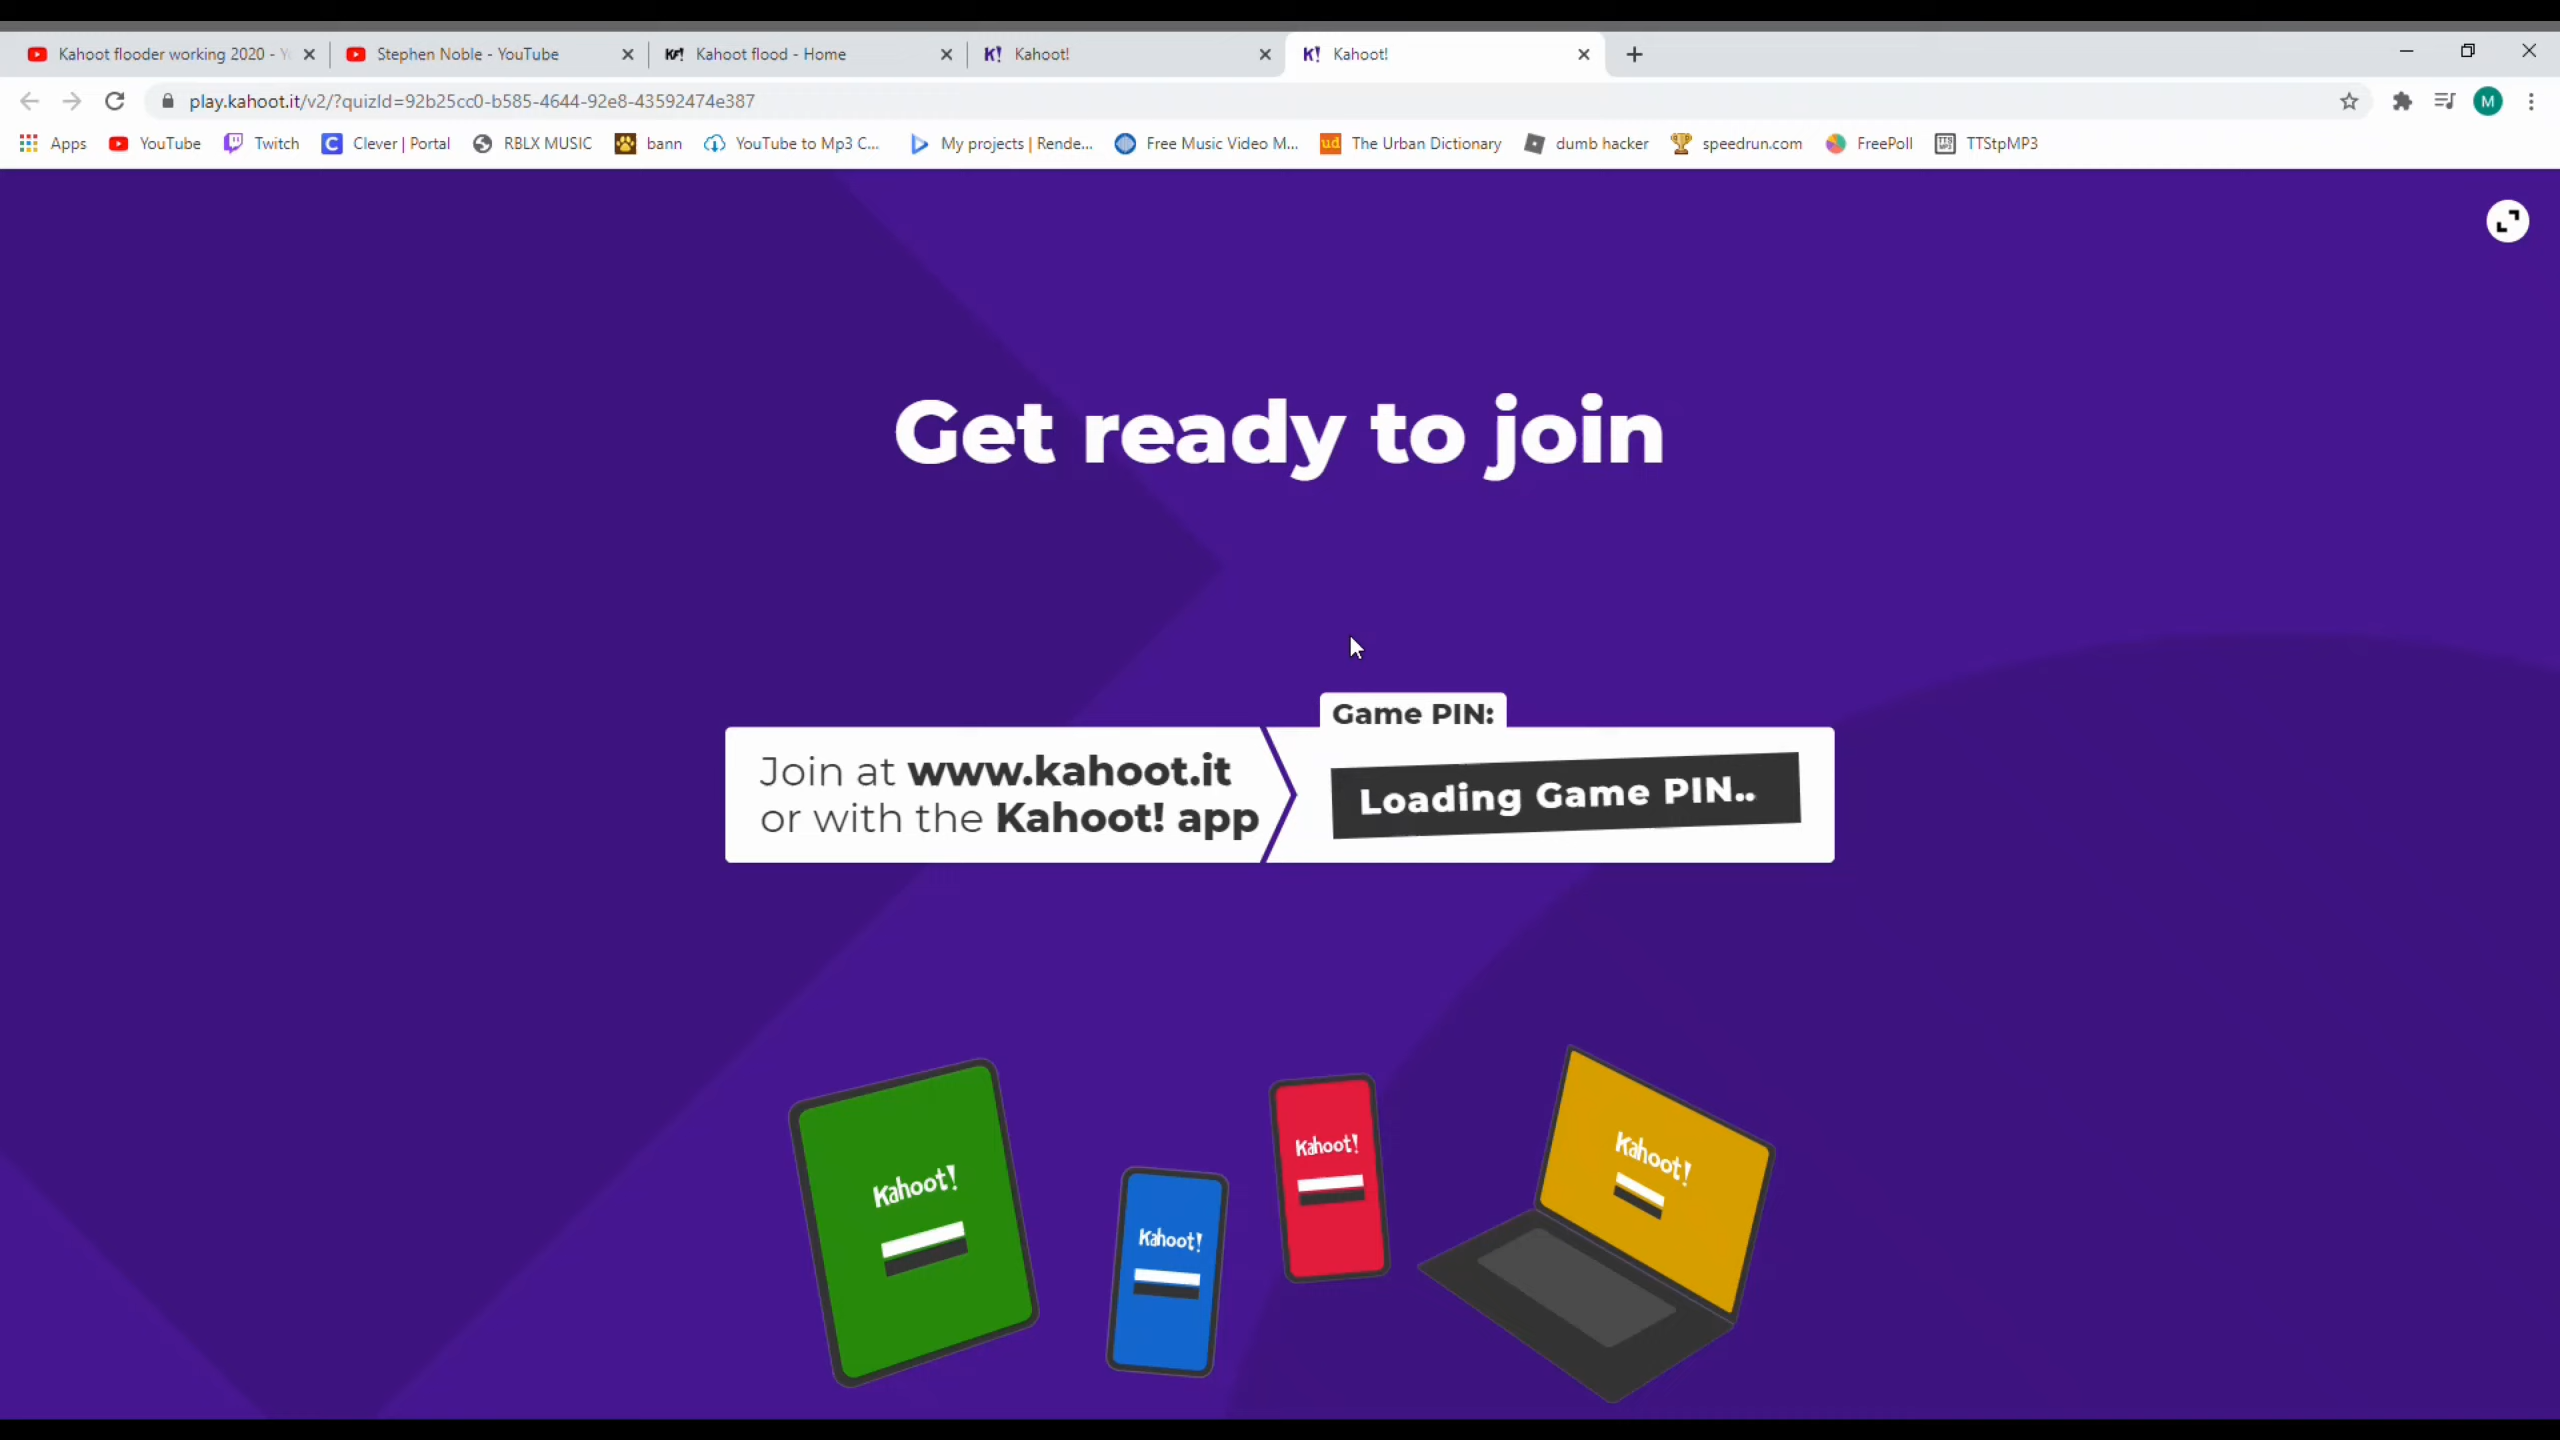 Kahoot flooder working 2020 - Y
Stephen Noble - YouTube
Kahoot flood - Home
Kahoot!
Kahoot!
play.kahoot.it/v2/?quizId=92b25cc0-b585-4644-92e8-43592474e387
M
Apps
YouTube
Twitch
Clever | Portal
RBLX MUSIC
bann
YouTube to Mp3 C...
My projects | Rende...
Free Music Video M...
The Urban Dictionary
dumb hacker
speedrun.com
FreePoll
TTStpMP3
Get ready to join
Game PIN:
Join at www.kahoot.it
or with the Kahoot! app
Loading Game PIN..
Kahoot!
Kahoot!
Kahoot!
Kahoot!